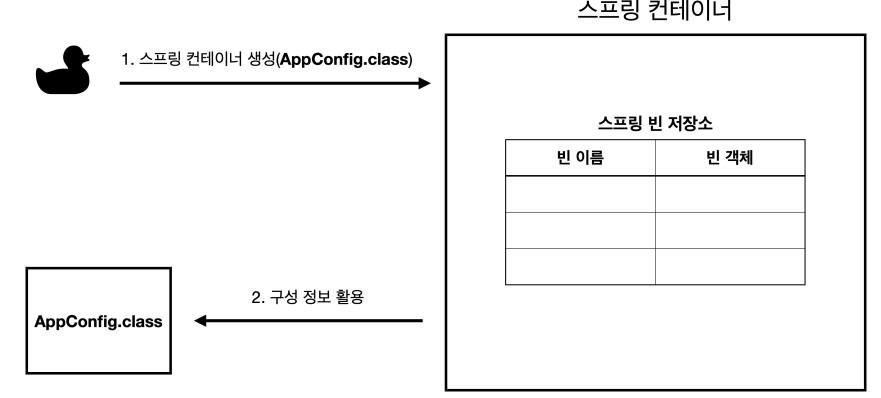 스프링 컨테이너
1. 스프링 컨테이너 생성(AppConfig.class)
스프링 빈 저장소
빈 이름
빈 객체
2. 구성 정보 활용
AppConfig.class